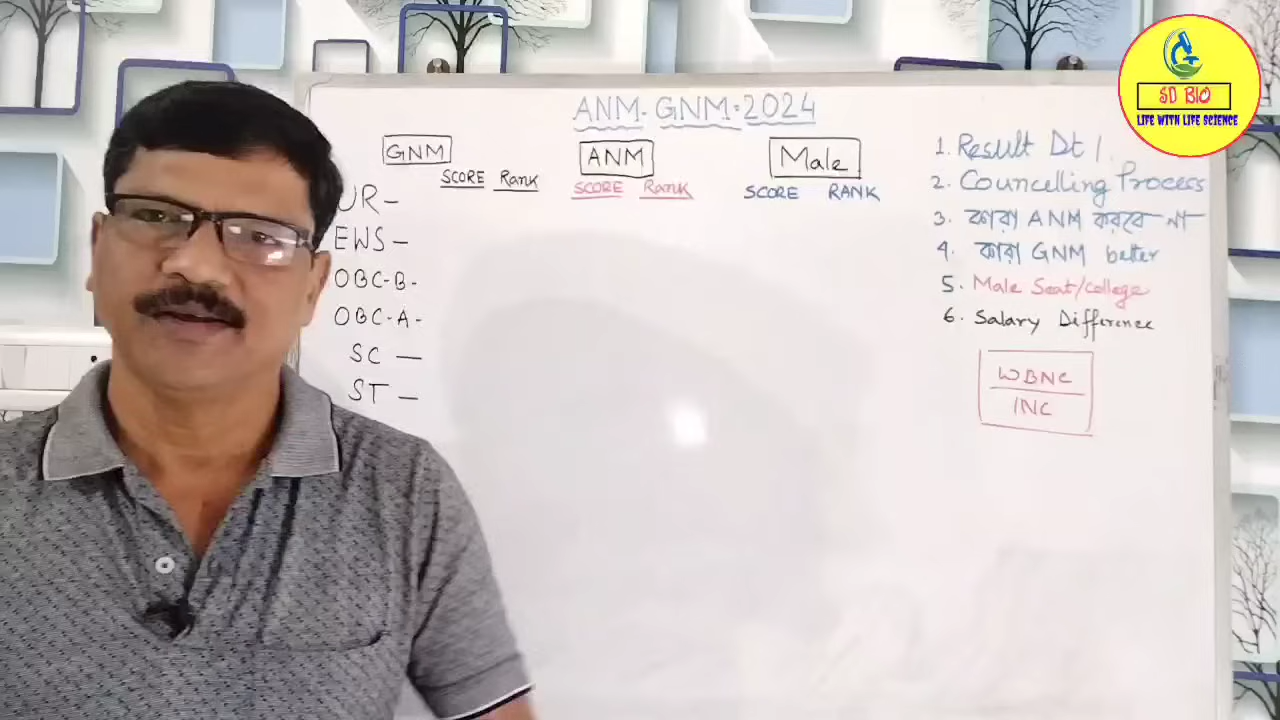 ANM-GNM-2024
GNM
SCORE Rank
UR-
EWS-
OBC-B-
OBC-A-
SC-
ST-
ANM
SCORE Rank
Male
SCORE RANK
1. Result Dt /.
2. Councelling Process
3. কারা ANM করবে না
4. কারা GNM better
5. Male Seat/College
6. Salary Difference
WBNC
INC
SD BIO
LIFE WITH LIFE SCIENCE